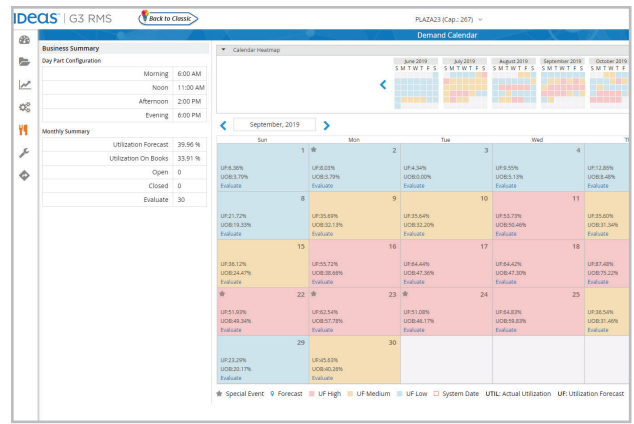 IDeaS | G3 RMS
Back to Classic
PLAZA23 (Cap.: 267)
Demand Calendar
Business Summary
Day Part Configuration
Morning 6:00 AM
Noon 11:00 AM
Afternoon 2:00 PM
Evening 6:00 PM
Monthly Summary
Utilization Forecast 39.96 %
Utilization On Books 33.91 %
Open 0
Closed 0
Evaluate 30
Calendar Heatmap
June 2019 July 2019 August 2019 September 2019 October 2019
S M T W T F S S M T W T F S S M T W T F S S M T W T F S S M T W T F S
September, 2019
Sun Mon Tue Wed
1 2 3 4
UF:6.36% UF:8.03% UF:4.34% UF:9.55% UF:12.86%
UOB:3.79% UOB:3.79% UOB:0.00% UOB:5.13% UOB:8.48%
Evaluate Evaluate Evaluate Evaluate Evaluate
8 9 10 11
UF:21.72% UF:35.69% UF:35.64% UF:53.73% UF:35.60%
UOB:19.33% UOB:32.13% UOB:32.20% UOB:50.46% UOB:31.34%
Evaluate Evaluate Evaluate Evaluate Evaluate
15 16 17 18
UF:36.12% UF:55.72% UF:64.44% UF:64.42% UF:87.48%
UOB:24.47% UOB:38.66% UOB:47.36% UOB:47.30% UOB:75.22%
Evaluate Evaluate Evaluate Evaluate Evaluate
22 23 24 25
UF:51.93% UF:62.54% UF:51.08% UF:64.83% UF:36.54%
UOB:49.34% UOB:57.78% UOB:46.17% UOB:59.83% UOB:31.46%
Evaluate Evaluate Evaluate Evaluate Evaluate
29 30
UF:23.29% UF:45.63%
UOB:20.17% UOB:40.26%
Evaluate Evaluate
Special Event Forecast UF High UF Medium UF Low System Date UTIL: Actual Utilization UF: Utilization Forecast